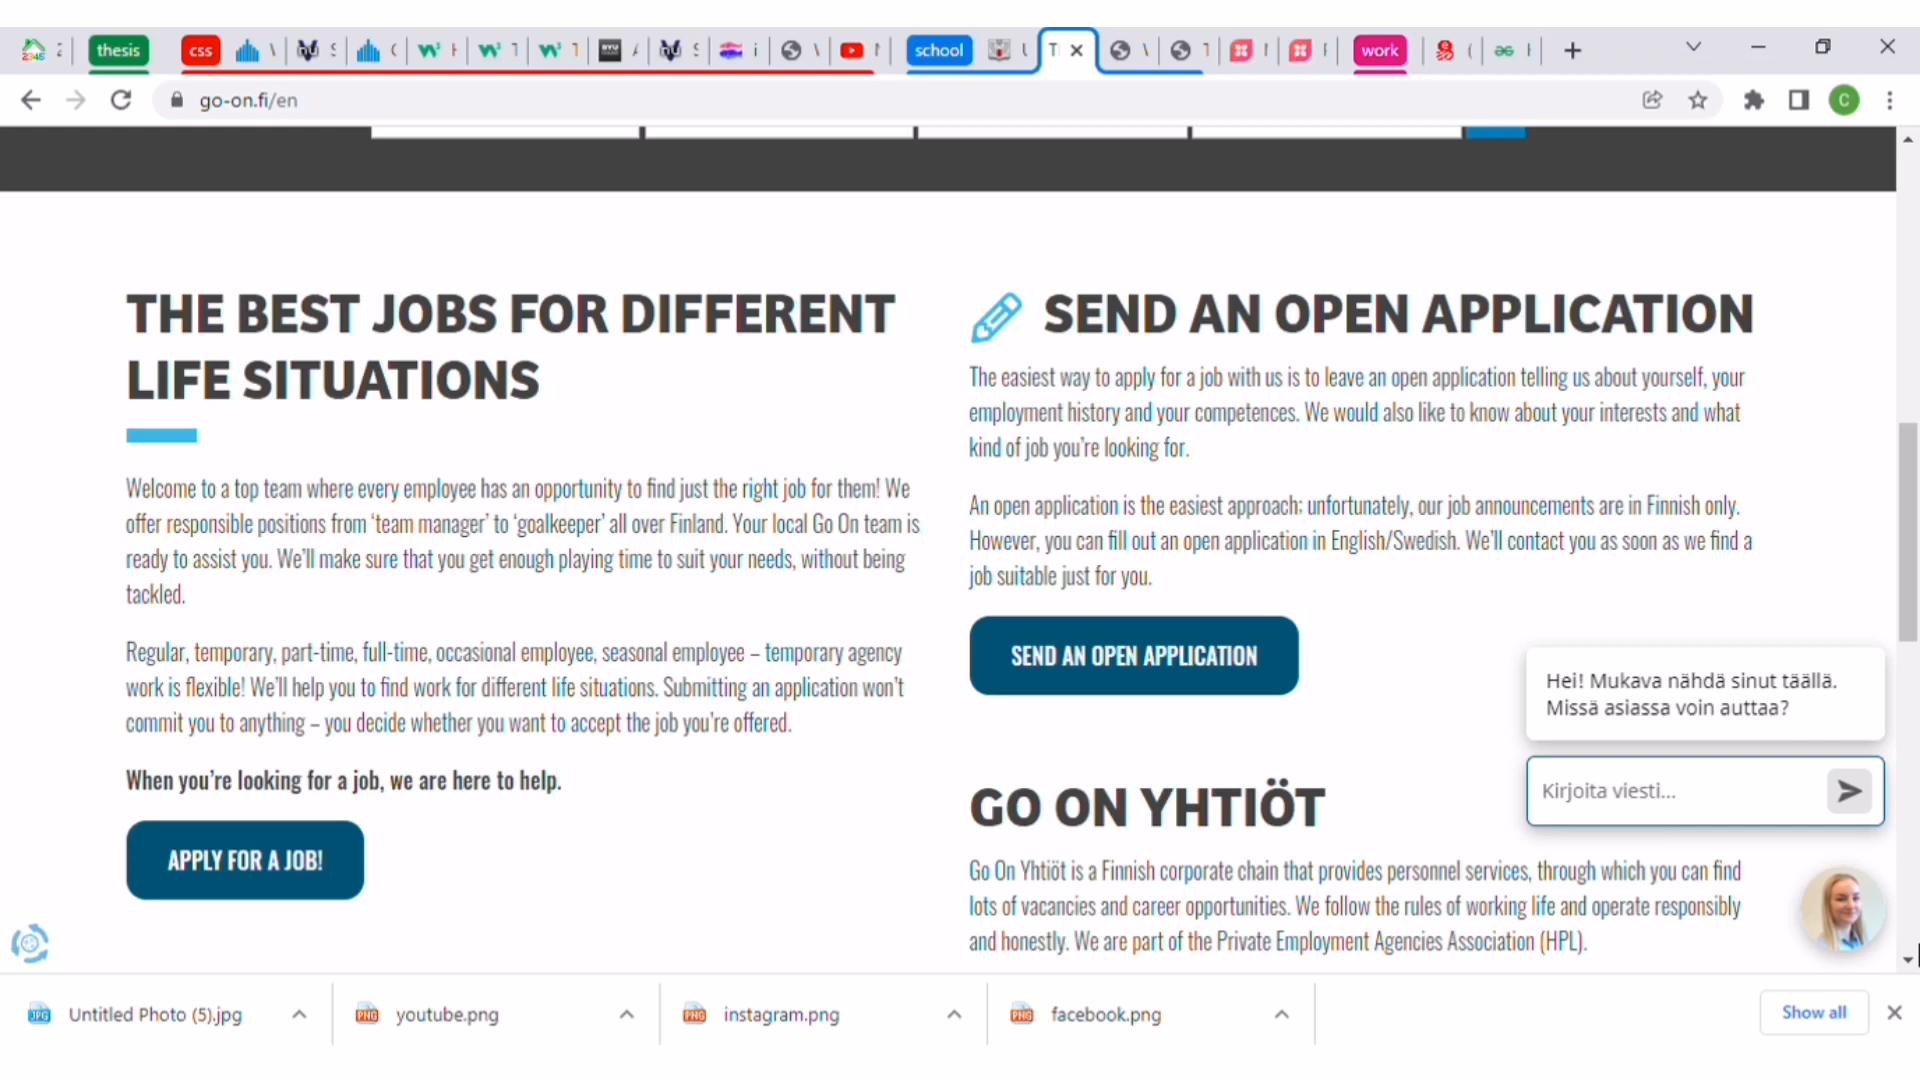 thesis
css
school
work
go-on.fi/en
THE BEST JOBS FOR DIFFERENT
LIFE SITUATIONS
Welcome to a top team where every employee has an opportunity to find just the right job for them! We
offer responsible positions from ‘team manager’ to ‘goalkeeper’ all over Finland. Your local Go On team is
ready to assist you. We’ll make sure that you get enough playing time to suit your needs, without being
tackled.
Regular, temporary, part-time, full-time, occasional employee, seasonal employee – temporary agency
work is flexible! We’ll help you to find work for different life situations. Submitting an application won’t
commit you to anything – you decide whether you want to accept the job you’re offered.
When you’re looking for a job, we are here to help.
APPLY FOR A JOB!
SEND AN OPEN APPLICATION
The easiest way to apply for a job with us is to leave an open application telling us about yourself, your
employment history and your competences. We would also like to know about your interests and what
kind of job you’re looking for.
An open application is the easiest approach; unfortunately, our job announcements are in Finnish only.
However, you can fill out an open application in English/Swedish. We’ll contact you as soon as we find a
job suitable just for you.
SEND AN OPEN APPLICATION
GO ON YHTIÖT
Go On Yhtiöt is a Finnish corporate chain that provides personnel services, through which you can find
lots of vacancies and career opportunities. We follow the rules of working life and operate responsibly
and honestly. We are part of the Private Employment Agencies Association (HPL).
Hei! Mukava nähdä sinut täällä.
Missä asiassa voin auttaa?
Kirjoita viesti...
C
Untitled Photo (5).jpg
youtube.png
instagram.png
facebook.png
Show all